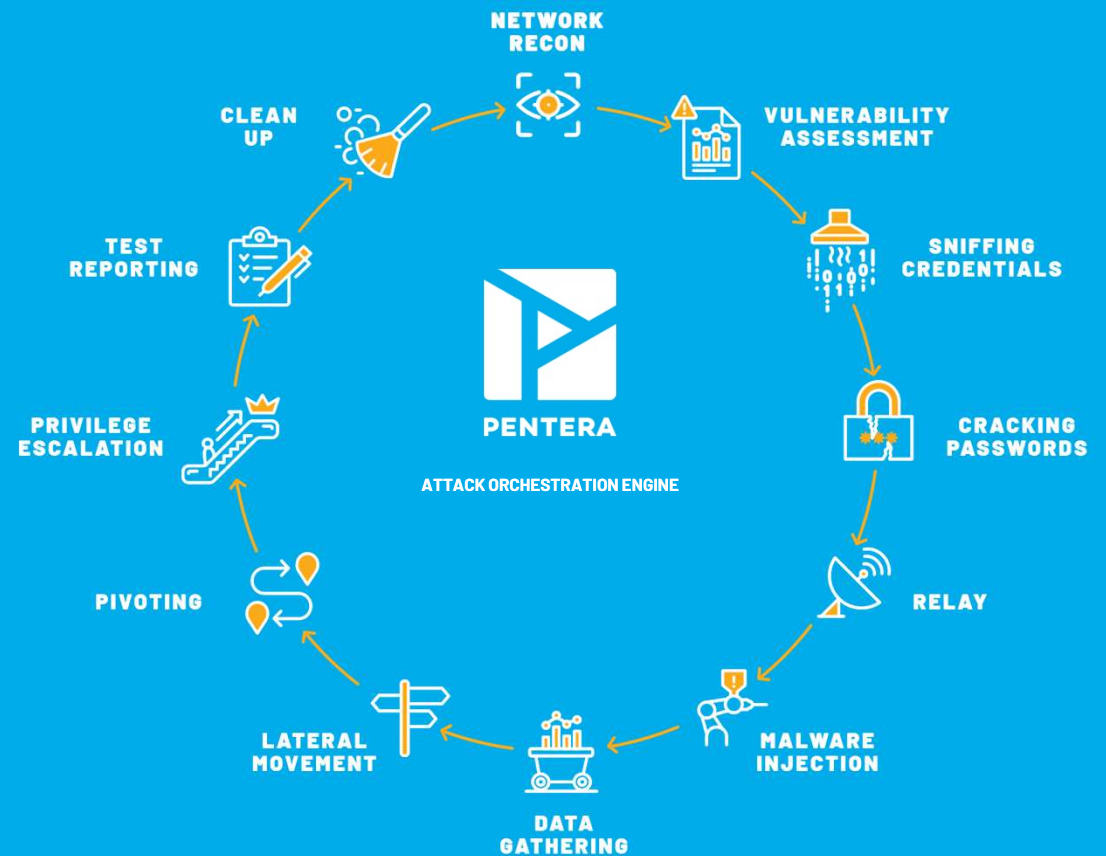 NETWORK
RECON
VULNERABILITY
ASSESSMENT
SNIFFING
CREDENTIALS
CRACKING
PASSWORDS
RELAY
MALWARE
INJECTION
DATA
GATHERING
LATERAL
MOVEMENT
PIVOTING
PRIVILEGE
ESCALATION
TEST
REPORTING
CLEAN
UP
PENTERA
ATTACK ORCHESTRATION ENGINE